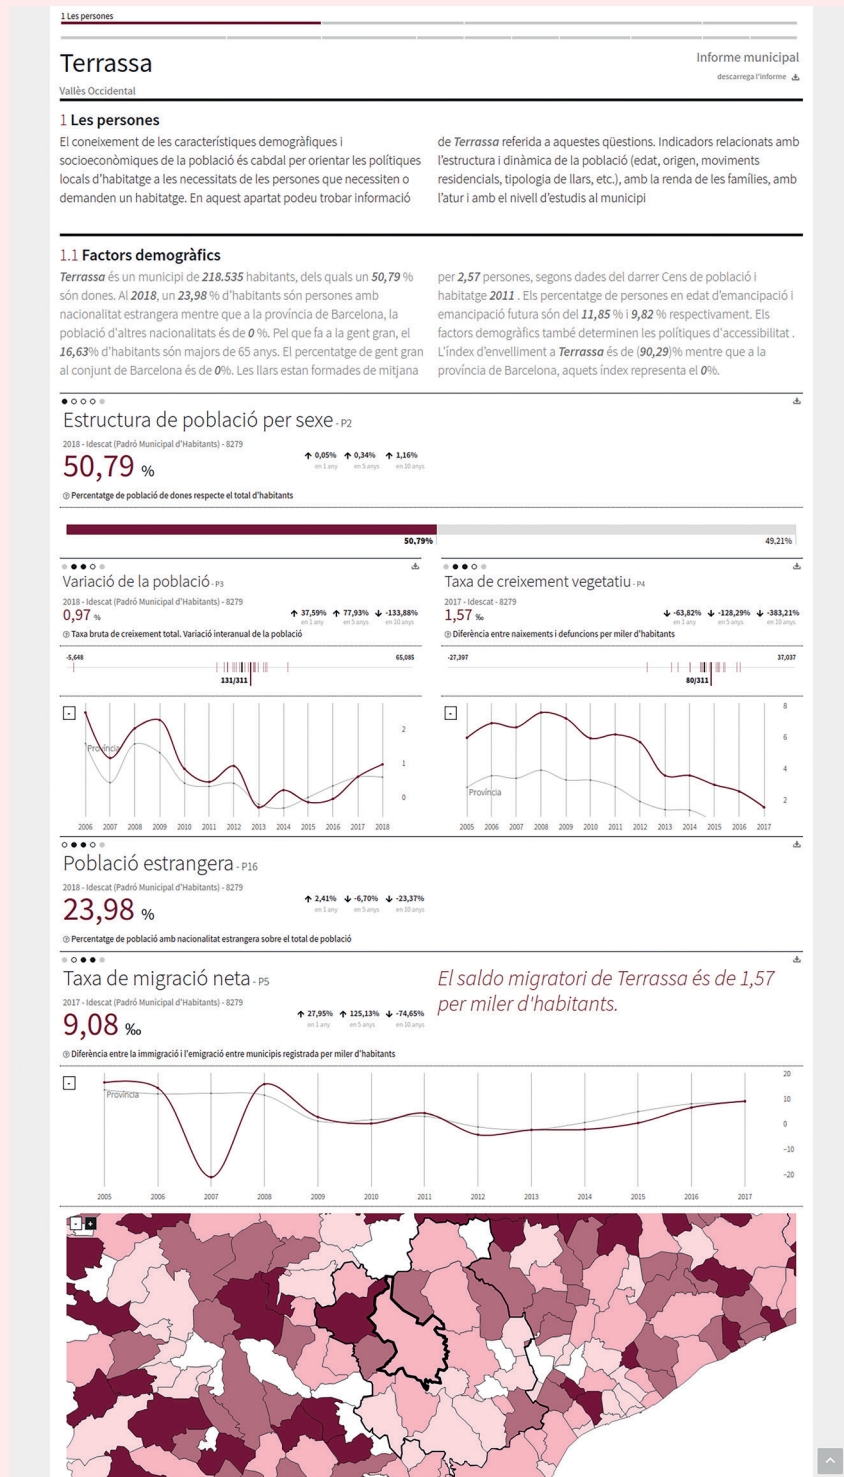 1 Les persones
Terrassa
Informe municipal
descarrega l'informe
Vallès Occidental
1 Les persones
El coneixement de les característiques demogràfiques i
socioeconòmiques de la població és cabdal per orientar les polítiques
locals d'habitatge a les necessitats de les persones que necessiten o
demanden un habitatge. En aquest apartat podeu trobar informació
de Terrassa referida a aquestes qüestions. Indicadors relacionats amb
l'estructura i dinàmica de la població (edat, origen, moviments
residencials, tipologia de llars, etc.), amb la renda de les famílies, amb
l'atur i amb el nivell d'estudis al municipi
1.1 Factors demogràfics
Terrassa és un municipi de 218.535 habitants, dels quals un 50,79 %
són dones. Al 2018, un 23,98 % d'habitants són persones amb
nacionalitat estrangera mentre que a la província de Barcelona, la
població d'altres nacionalitats és de 0 %. Pel que fa a la gent gran, el
16,63% d'habitants són majors de 65 anys. El percentatge de gent gran
al conjunt de Barcelona és de 0%. Les llars estan formades de mitjana
per 2,57 persones, segons dades del darrer Cens de població i
habitatge 2011 . Els percentatge de persones en edat d'emancipació i
emancipació futura són del 11,85 % i 9,82 % respectivament. Els
factors demogràfics també determinen les polítiques d'accessibilitat .
L'índex d'envelliment a Terrassa és de (90,29)% mentre que a la
província de Barcelona, aquets índex representa el 0%.
Estructura de població per sexe - P2
2018 - Idescat (Padró Municipal d'Habitants) - 8279
50,79 %
0,05% 0,34% 1,16%
en 1 any en 5 anys en 10 anys
? Percentatge de població de dones respecte el total d'habitants
50,79% 49,21%
Variació de la població - P3
2018 - Idescat (Padró Municipal d'Habitants) - 8279
0,97 %
37,59% 77,93% -133,88%
en 1 any en 5 anys en 10 anys
? Taxa bruta de creixement total. Variació interanual de la població
-5,648 65,085
131/311
-
Província
2
1
0
2006 2007 2008 2009 2010 2011 2012 2013 2014 2015 2016 2017 2018
Taxa de creixement vegetatiu - P4
2017 - Idescat - 8279
1,57 ‰
-63,82% -128,29% -383,21%
en 1 any en 5 anys en 10 anys
? Diferència entre naixements i defuncions per miler d'habitants
-27,397 37,037
80/311
-
Província
8
6
4
2
2005 2006 2007 2008 2009 2010 2011 2012 2013 2014 2015 2016 2017
Població estrangera - P16
2018 - Idescat (Padró Municipal d'Habitants) - 8279
23,98 %
2,41% -6,70% -23,37%
en 1 any en 5 anys en 10 anys
? Percentatge de població amb nacionalitat estrangera sobre el total de població
Taxa de migració neta - P5
2017 - Idescat (Padró Municipal d'Habitants) - 8279
9,08 ‰
27,95% 125,13% -74,65%
en 1 any en 5 anys en 10 anys
? Diferència entre la immigració i l'emigració entre municipis registrada per miler d'habitants
El saldo migratori de Terrassa és de 1,57
per miler d'habitants.
-
Província
20
10
0
−10
−20
2005 2006 2007 2008 2009 2010 2011 2012 2013 2014 2015 2016 2017
- +